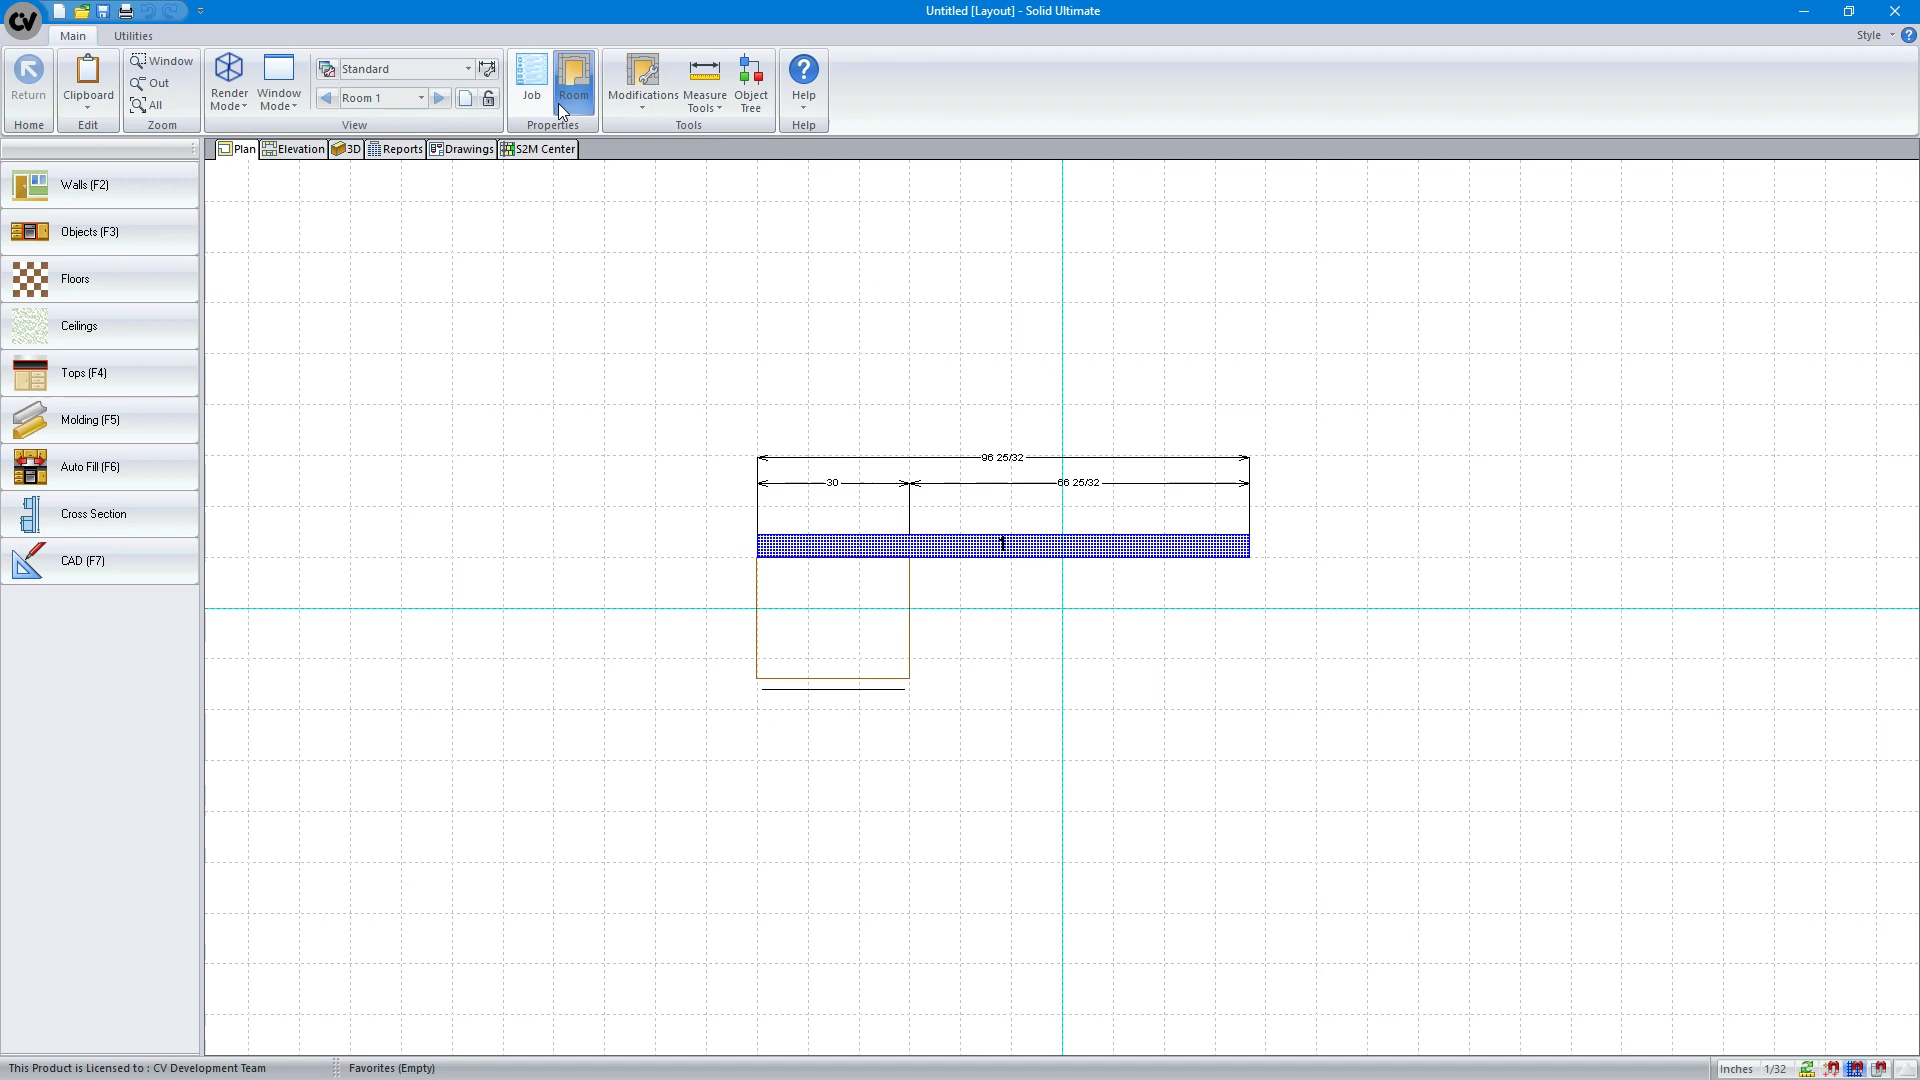 CV
Untitled [Layout] - Solid Ultimate
Main
Utilities
Style
Return
Home
Clipboard
Edit
Window
Out
All
Zoom
Render
Mode
Window
Mode
Standard
Room 1
View
Job
Room
Properties
Modifications
Measure
Tools
Object
Tree
Tools
Help
Help
Plan
Elevation
3D
Reports
Drawings
S2M Center
Walls (F2)
Objects (F3)
Floors
Ceilings
Tops (F4)
Molding (F5)
Auto Fill (F6)
Cross Section
CAD (F7)
96 25/32
30
66 25/32
1
This Product is Licensed to : CV Development Team
Favorites (Empty)
Inches
1/32